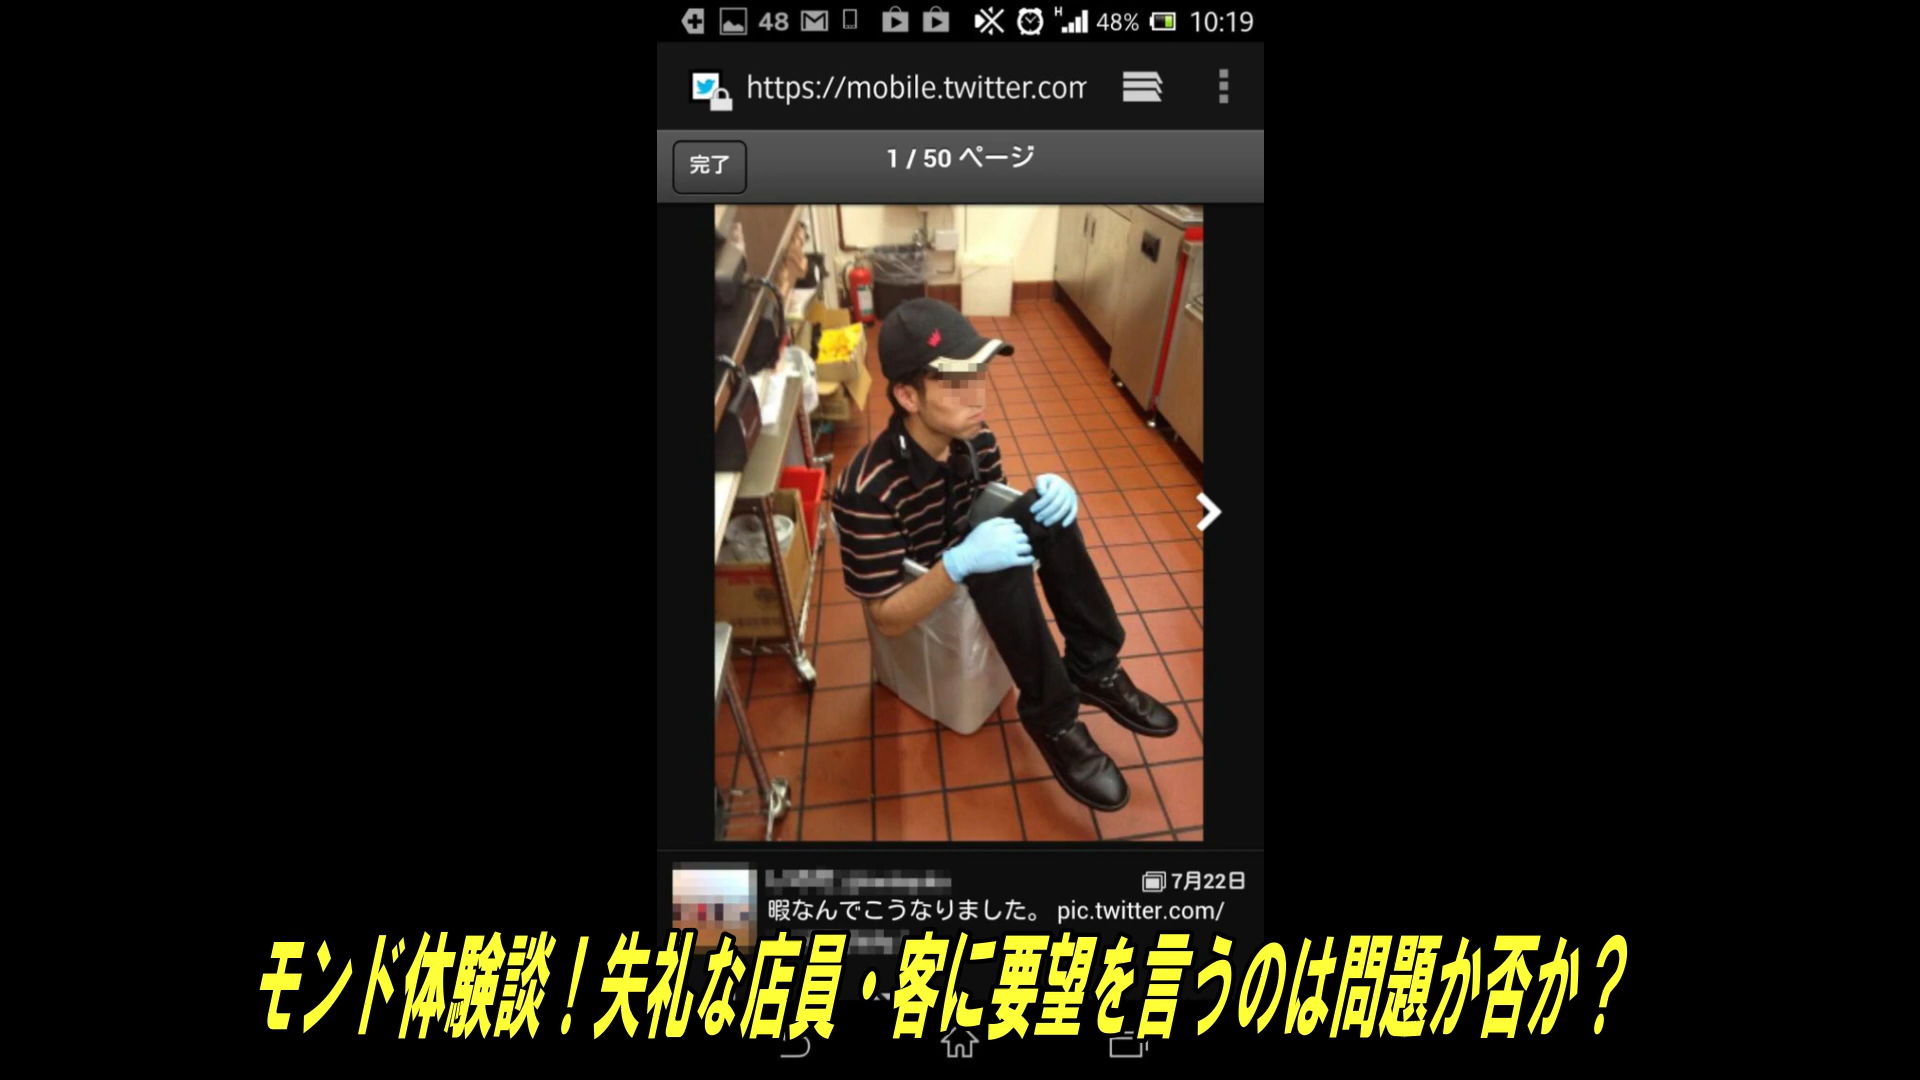 48
48%
10:19
https://mobile.twitter.com
完了
1 / 50 ページ
7月22日
暇なんでこうなりました。 pic.twitter.com/
モンド体験談！失礼な店員・客に要望を言うのは問題か否か？